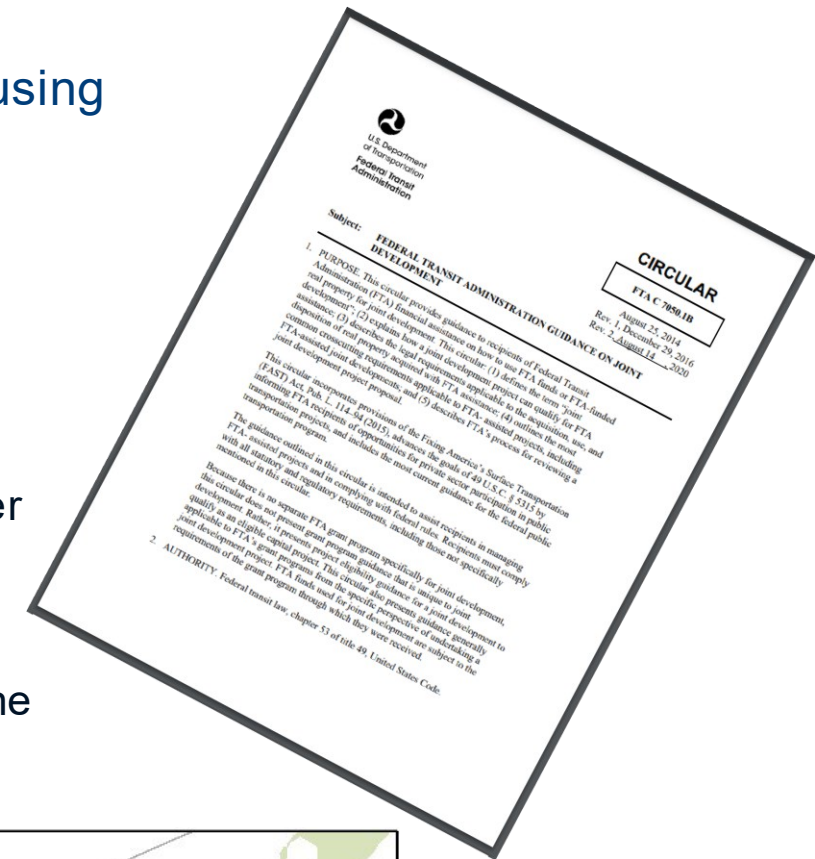 using
er
ne
U.S. Department
of Transportation
Federal Transit
Administration
CIRCULAR
FTA C 7050.1B
August 25, 2014
Rev. 1, December 29, 2016
Rev. 2, August 14, 2020
Subject: FEDERAL TRANSIT ADMINISTRATION GUIDANCE ON JOINT
DEVELOPMENT
1. PURPOSE. This circular provides guidance to recipients of Federal Transit
Administration (FTA) financial assistance on how to use FTA funds or FTA-funded
real property for joint development. This circular: (1) defines the term “joint
development”; (2) explains how a joint development project can qualify for FTA
assistance; (3) describes the legal requirements applicable to the acquisition, use, and
disposition of real property acquired with FTA assistance; (4) outlines the most
common crosscutting requirements applicable to FTA- assisted projects, including
FTA-assisted joint developments; and (5) describes FTA’s process for reviewing a
joint development project proposal.
This circular incorporates provisions of the Fixing America’s Surface Transportation
(FAST) Act, Pub. L. 114–94 (2015), advances the goals of 49 U.S.C. § 5315 by
informing FTA recipients of opportunities for private sector participation in public
transportation projects, and includes the most current guidance for the federal public
transportation program.
The guidance outlined in this circular is intended to assist recipients in managing
FTA- assisted projects and in complying with federal rules. Recipients must comply
with all statutory and regulatory requirements, including those not specifically
mentioned in this circular.
Because there is no separate FTA grant program specifically for joint development,
this circular does not present grant program guidance that is unique to joint
development. Rather, it presents project eligibility guidance for a joint development to
qualify as an eligible capital project. This circular also presents guidance generally
applicable to FTA’s grant programs from the specific perspective of undertaking a
joint development project. FTA funds used for joint development are subject to the
requirements of the grant program through which they were received.
2. AUTHORITY. Federal transit law, chapter 53 of title 49, United States Code.